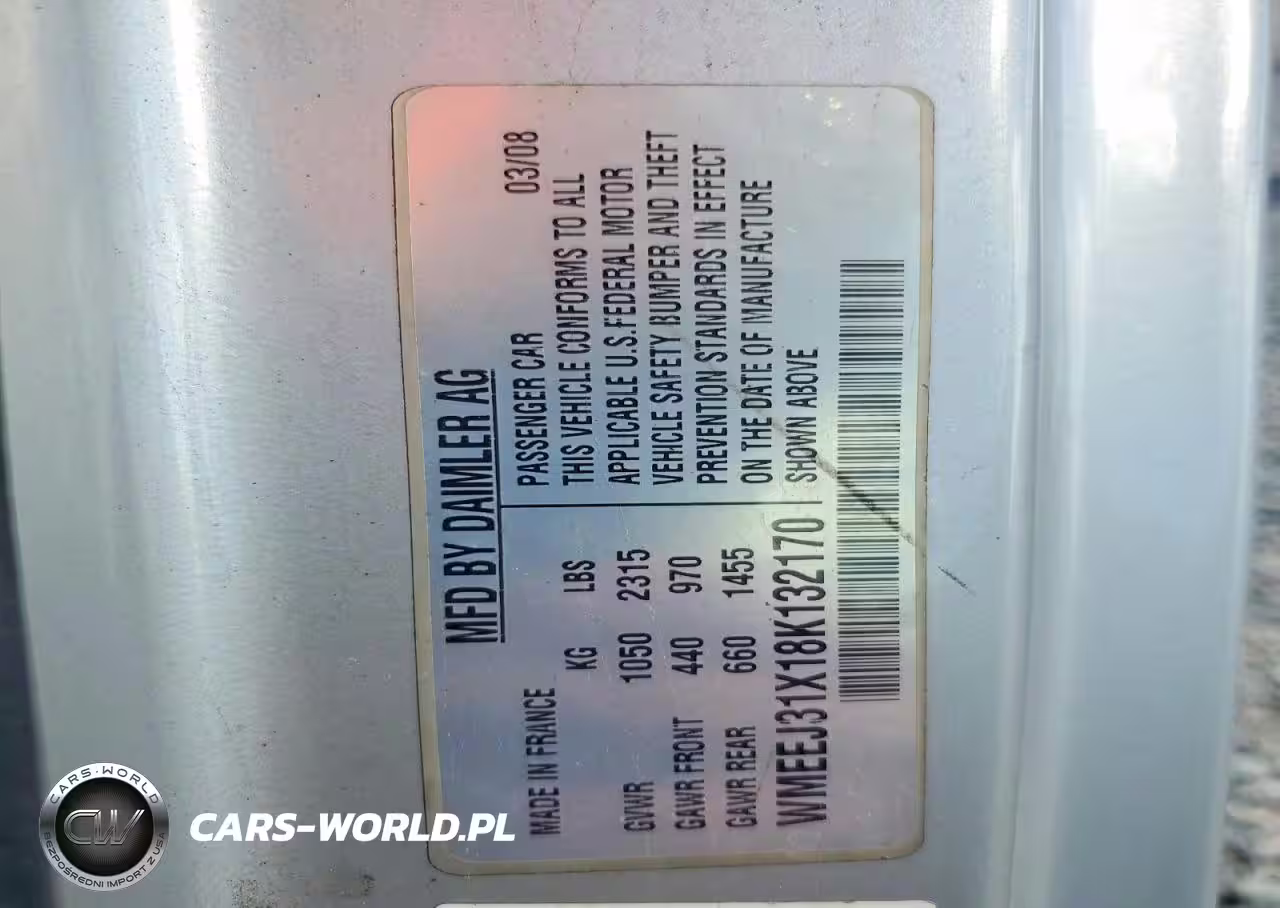 MFD BY DAIMLER AG
MADE IN FRANCE
KG LBS
GVWR 1050 2315
GAWR FRONT 440 970
GAWR REAR 660 1455
PASSENGER CAR 03/08
THIS VEHICLE CONFORMS TO ALL
APPLICABLE U.S.FEDERAL MOTOR
VEHICLE SAFETY BUMPER AND THEFT
PREVENTION STANDARDS IN EFFECT
ON THE DATE OF MANUFACTURE
SHOWN ABOVE
WMEEJ31X18K132170
CARS-WORLD
CW
BEZPOŚREDNI IMPORT Z USA
CARS-WORLD.PL